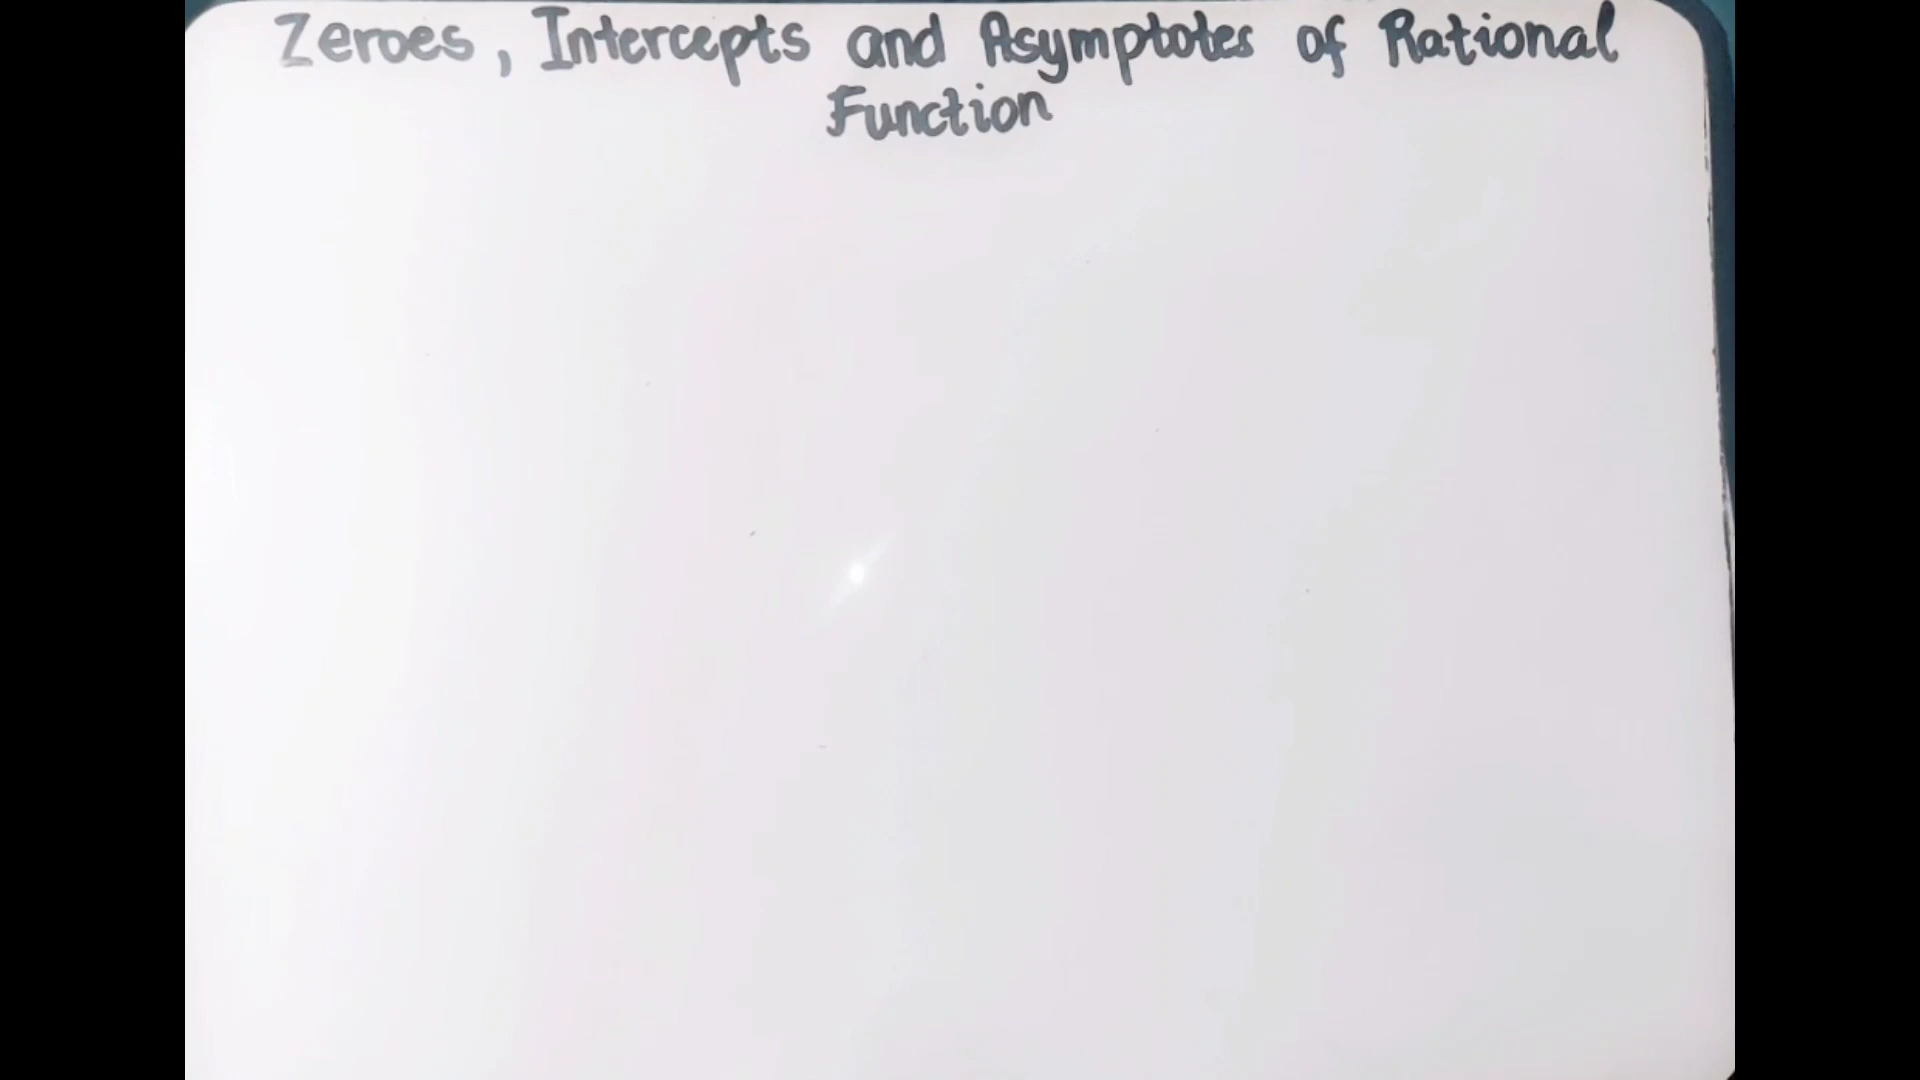 Zeroes, Intercepts and Asymptotes of Rational
Function